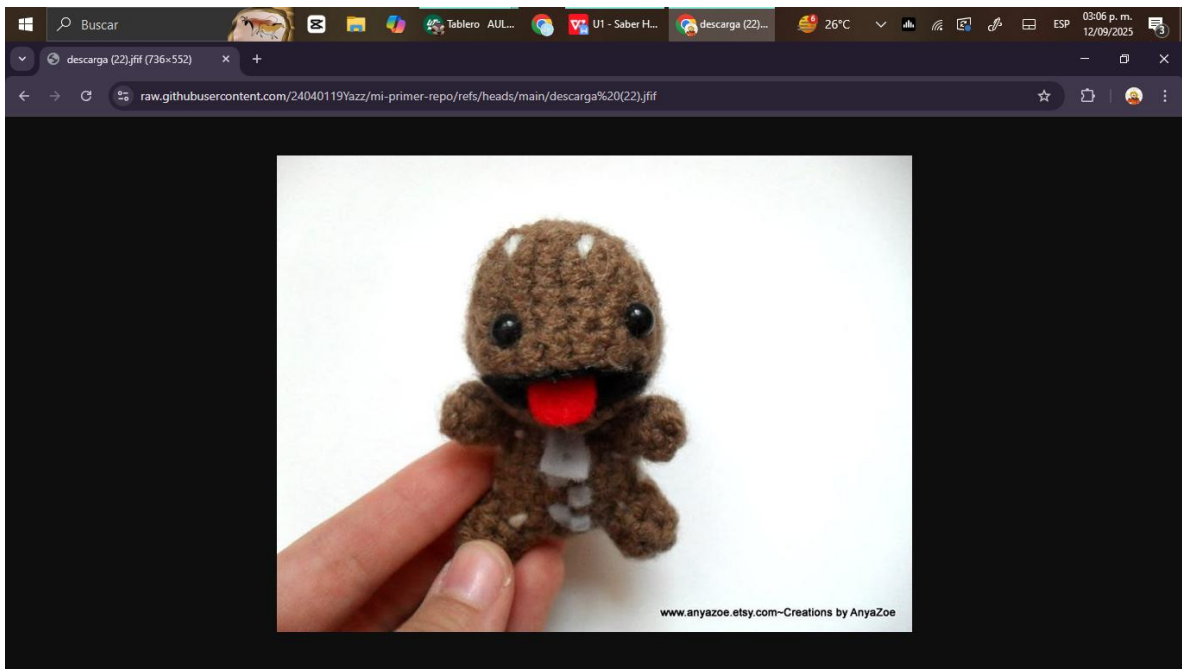 Buscar
Tablero AUL...
U1 - Saber H...
descarga (22)...
26°C
ESP
03:06 p. m.
12/09/2025
3
descarga (22).jfif (736×552)
raw.githubusercontent.com/24040119Yazz/mi-primer-repo/refs/heads/main/descarga%20(22).jfif
www.anyazoe.etsy.com~Creations by AnyaZoe